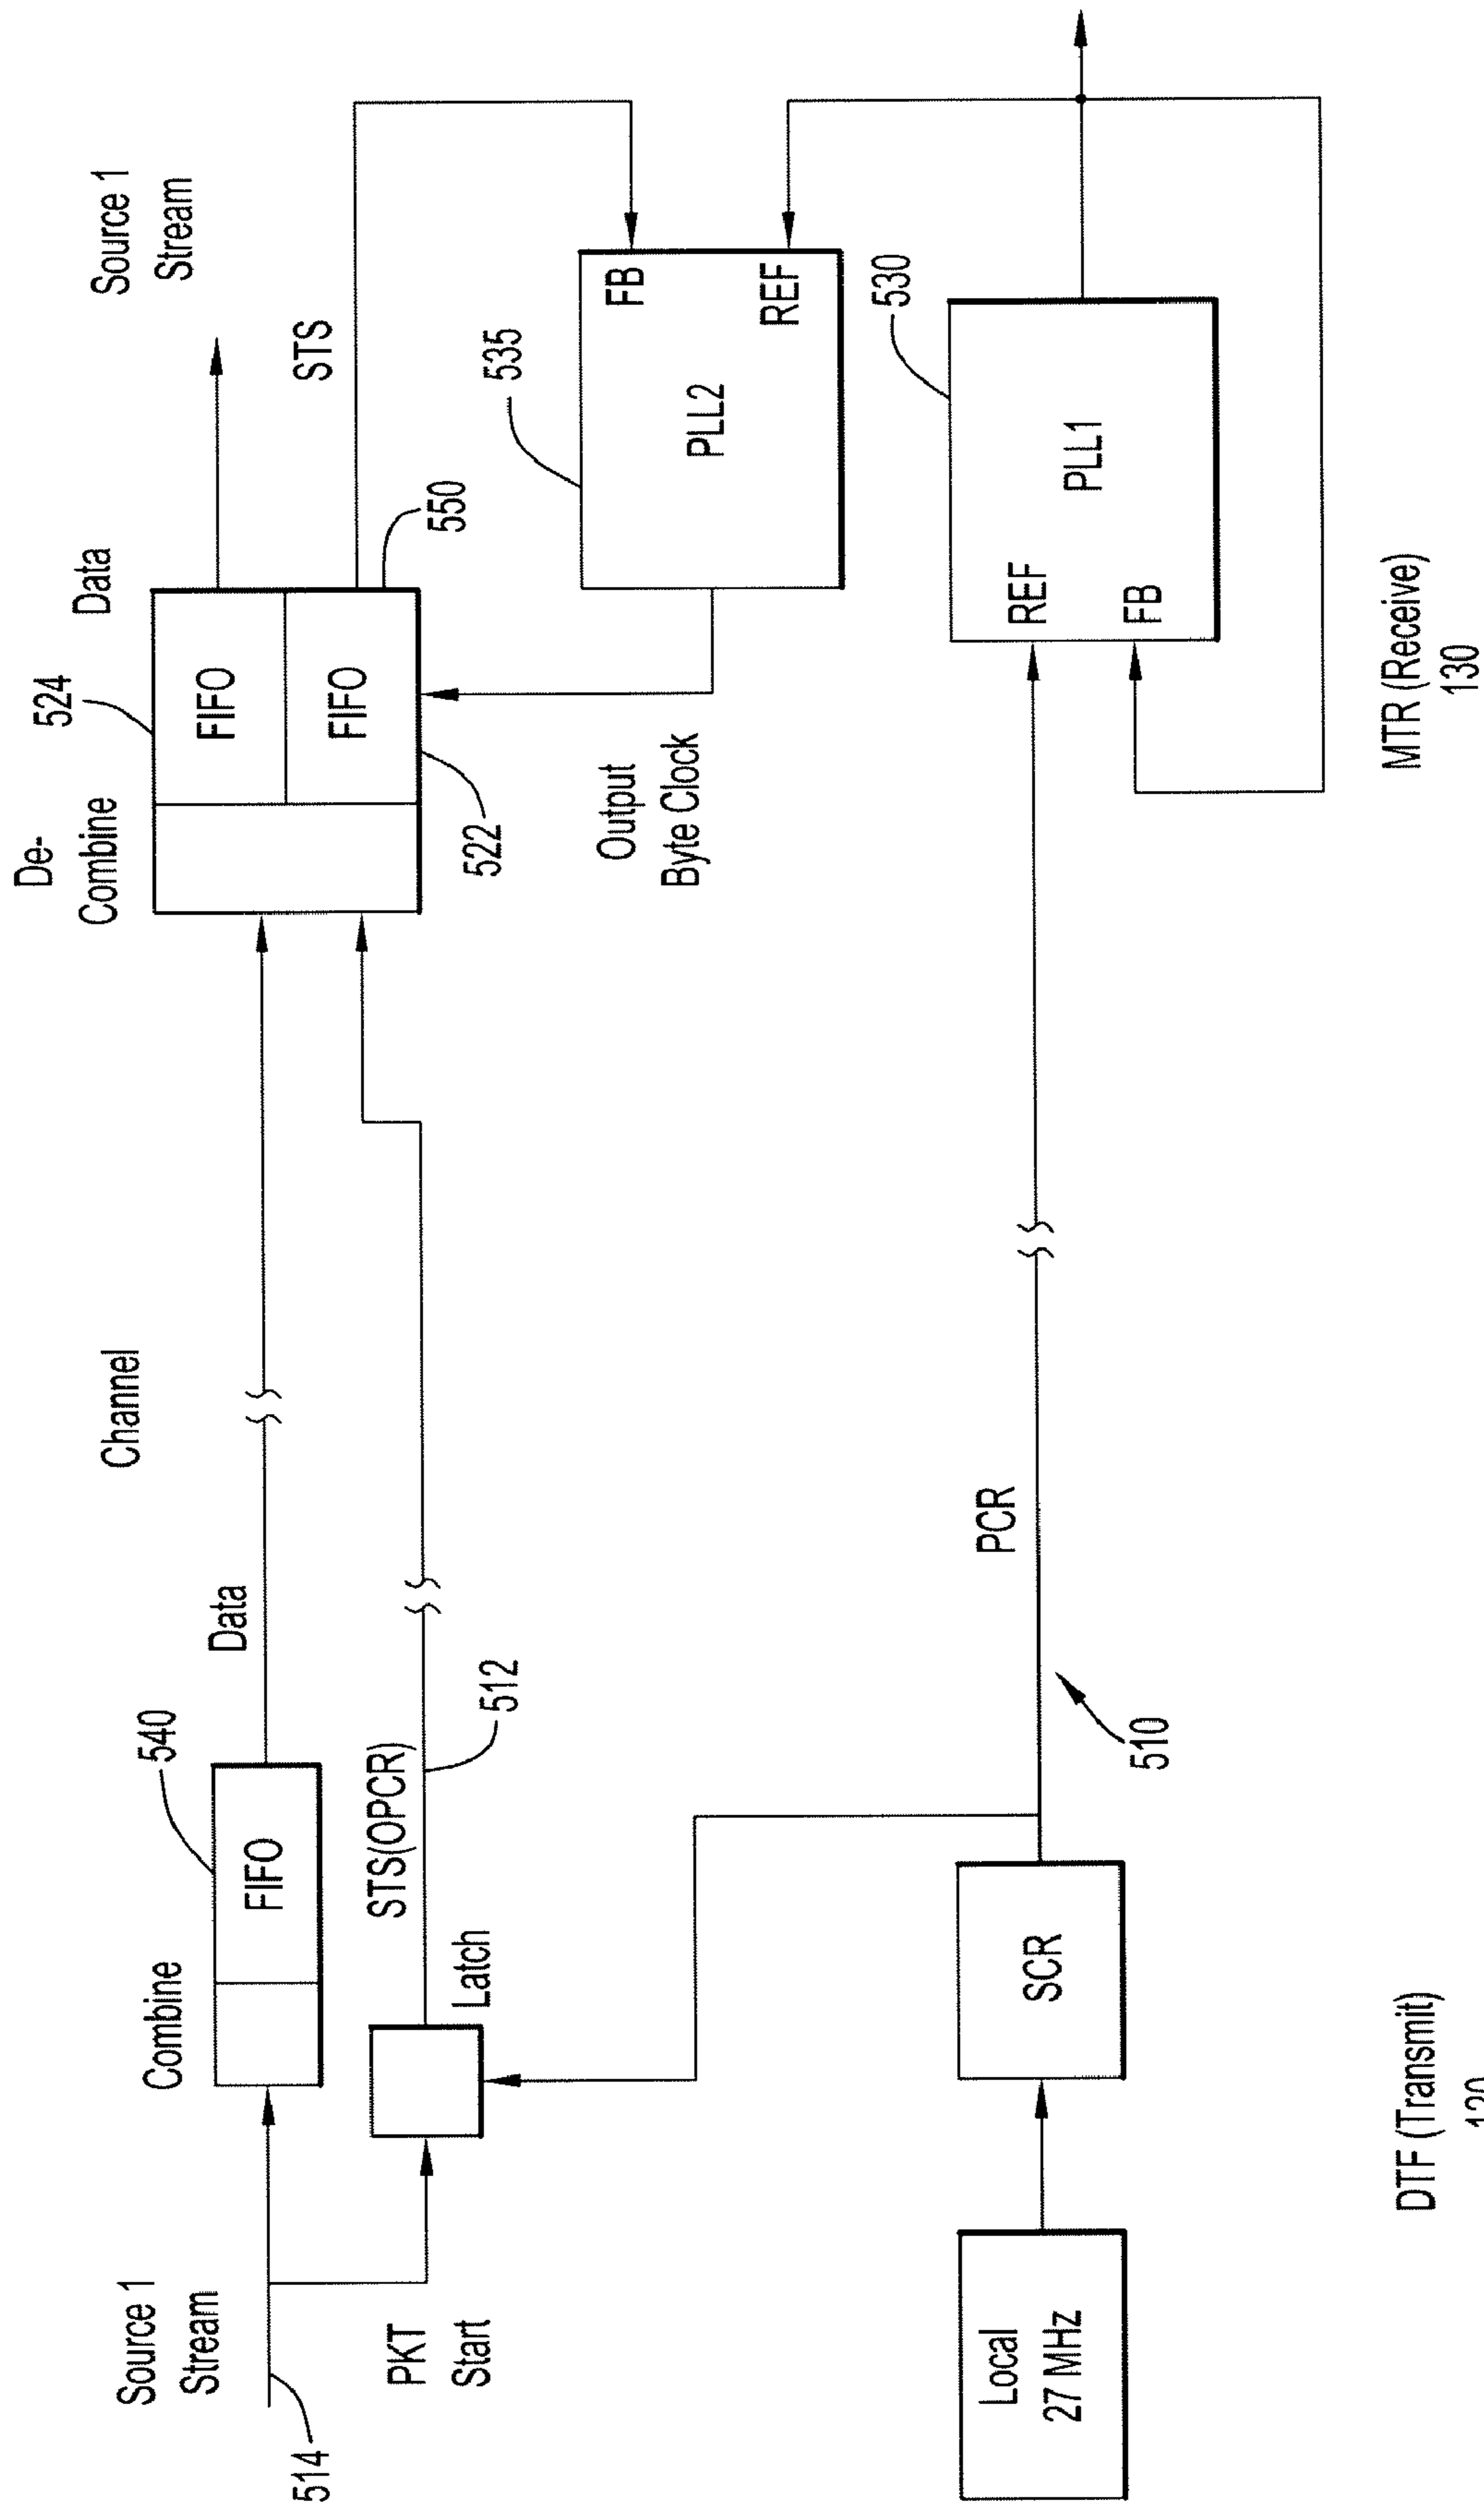 Source 1
Stream
514
PKT
Start
Combine
FIFO
540
Data
Latch
STS(OPCR)
512
Channel
Local
27 MHz
SCR
PCR
510
DTF (Transmit)
De-
Combine
524
FIFO
FIFO
522
550
Data
Source 1
Stream
STS
Output
Byte Clock
535
PLL2
FB
REF
530
PLL1
REF
FB
MTR (Receive)
130